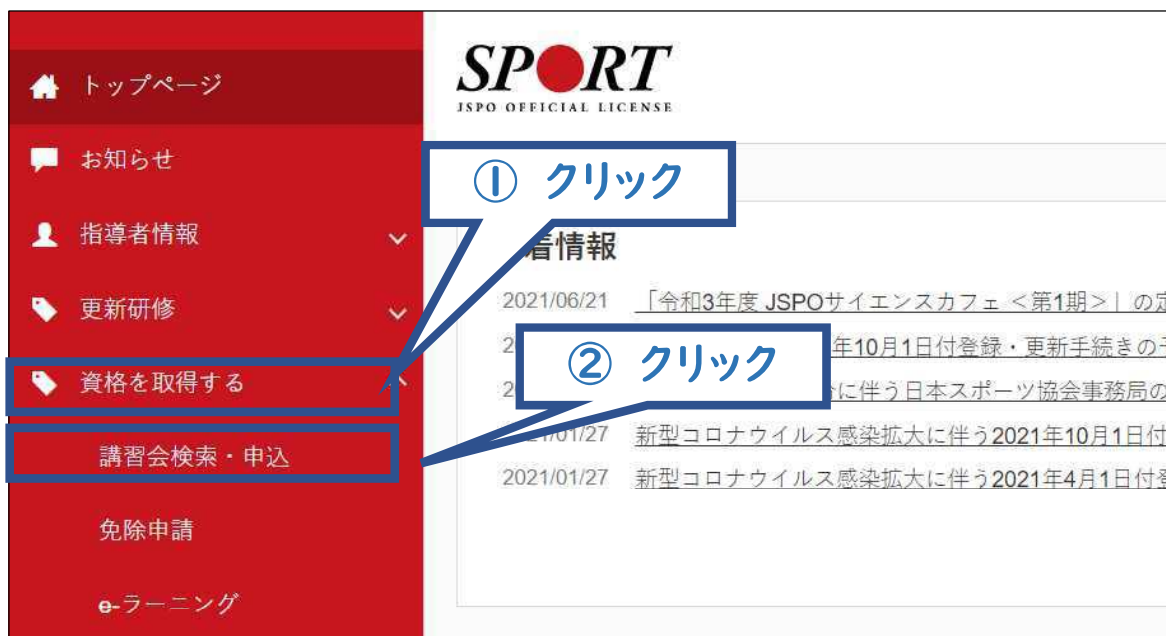 トップページ
お知らせ
指導者情報
更新研修
資格を取得する
講習会検索・申込
免除申請
e-ラーニング
SPORT
JSPO OFFICIAL LICENSE
① クリック
着情報
2021/06/21 「令和3年度 JSPOサイエンスカフェ <第1期>」の
② クリック
年10月1日付登録・更新手続きの
に伴う日本スポーツ協会事務局の
2021/01/27 新型コロナウイルス感染拡大に伴う2021年10月1日付
2021/01/27 新型コロナウイルス感染拡大に伴う2021年4月1日付